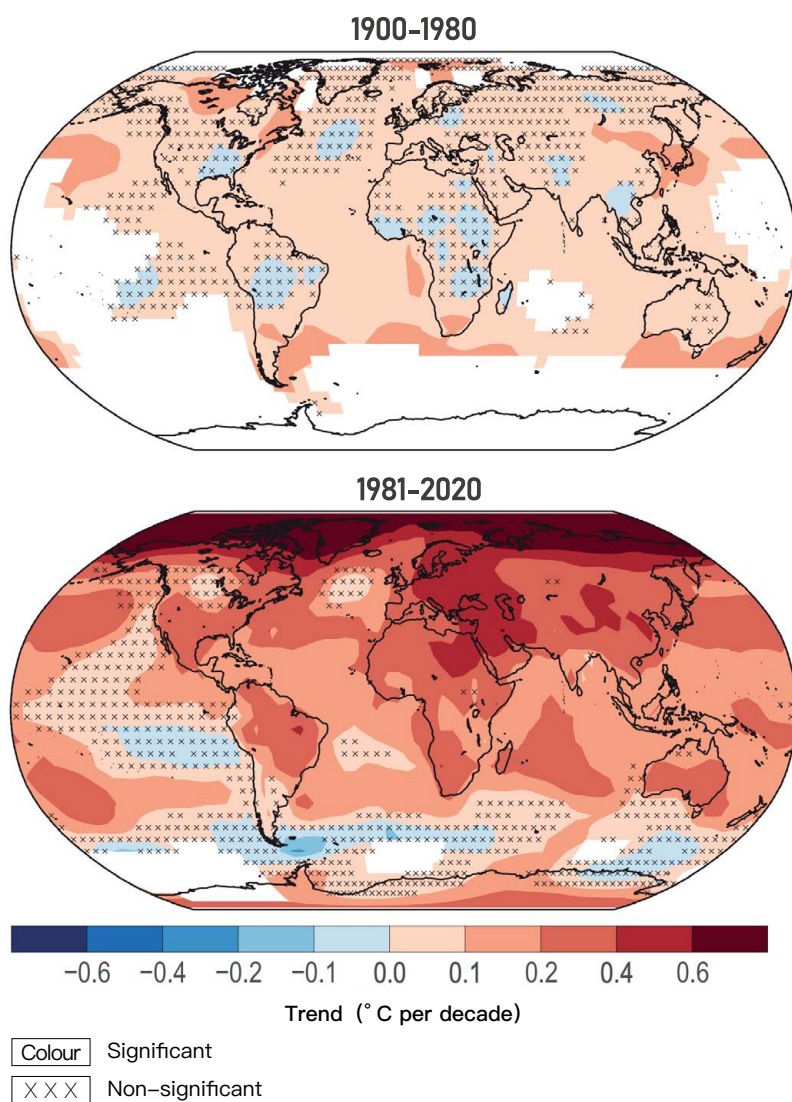 1900-1980
1981-2020
−0.6 −0.4 −0.2 −0.1 0.0 0.1 0.2 0.4 0.6
Trend (°C per decade)
Colour Significant
XXX Non-significant